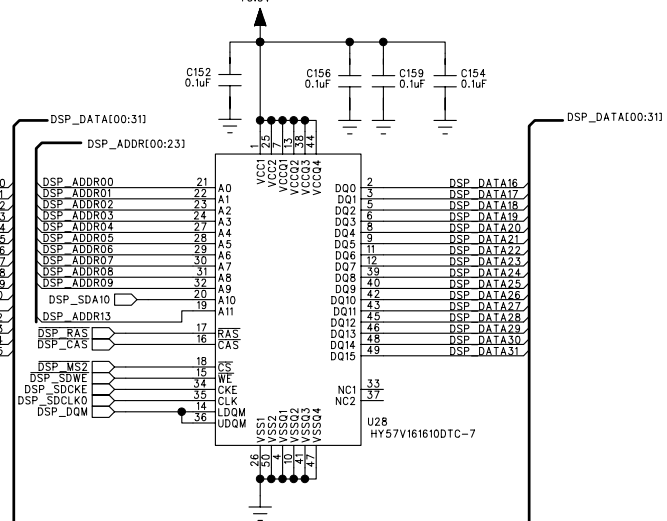 C152
0.1uF
C156
0.1uF
C159
0.1uF
C154
0.1uF
DSP_DATA[00:31]
DSP_ADDR[00:23]
DSP_DATA[00:31]
1 25 7 13 38 44
VCC1 VCC2 VCCQ1 VCCQ2 VCCQ3 VCCQ4
DSP_ADDR00 21 A0 DQ0 2 DSP_DATA16
DSP_ADDR01 22 A1 DQ1 3 DSP_DATA17
DSP_ADDR02 23 A2 DQ2 5 DSP_DATA18
DSP_ADDR03 24 A3 DQ3 6 DSP_DATA19
DSP_ADDR04 27 A4 DQ4 8 DSP_DATA20
DSP_ADDR05 28 A5 DQ5 9 DSP_DATA21
DSP_ADDR06 29 A6 DQ6 11 DSP_DATA22
DSP_ADDR07 30 A7 DQ7 12 DSP_DATA23
DSP_ADDR08 31 A8 DQ8 39 DSP_DATA24
DSP_ADDR09 32 A9 DQ9 40 DSP_DATA25
DSP_SDA10 20 A10 DQ10 42 DSP_DATA26
DSP_ADDR13 19 A11 DQ11 43 DSP_DATA27
DQ12 45 DSP_DATA28
DSP_RAS 17 RAS DQ13 46 DSP_DATA29
DSP_CAS 16 CAS DQ14 48 DSP_DATA30
DQ15 49 DSP_DATA31
DSP_MS2 18 CS
DSP_SDWE 15 WE
DSP_SDCKE 34 CKE NC1 33
DSP_SDCLK0 35 CLK NC2 37
DSP_DQM 14 LDQM
36 UDQM
VSS1 VSS2 VSSQ1 VSSQ2 VSSQ3 VSSQ4
26 50 4 10 41 47
U28
HY57V161610DTC-7